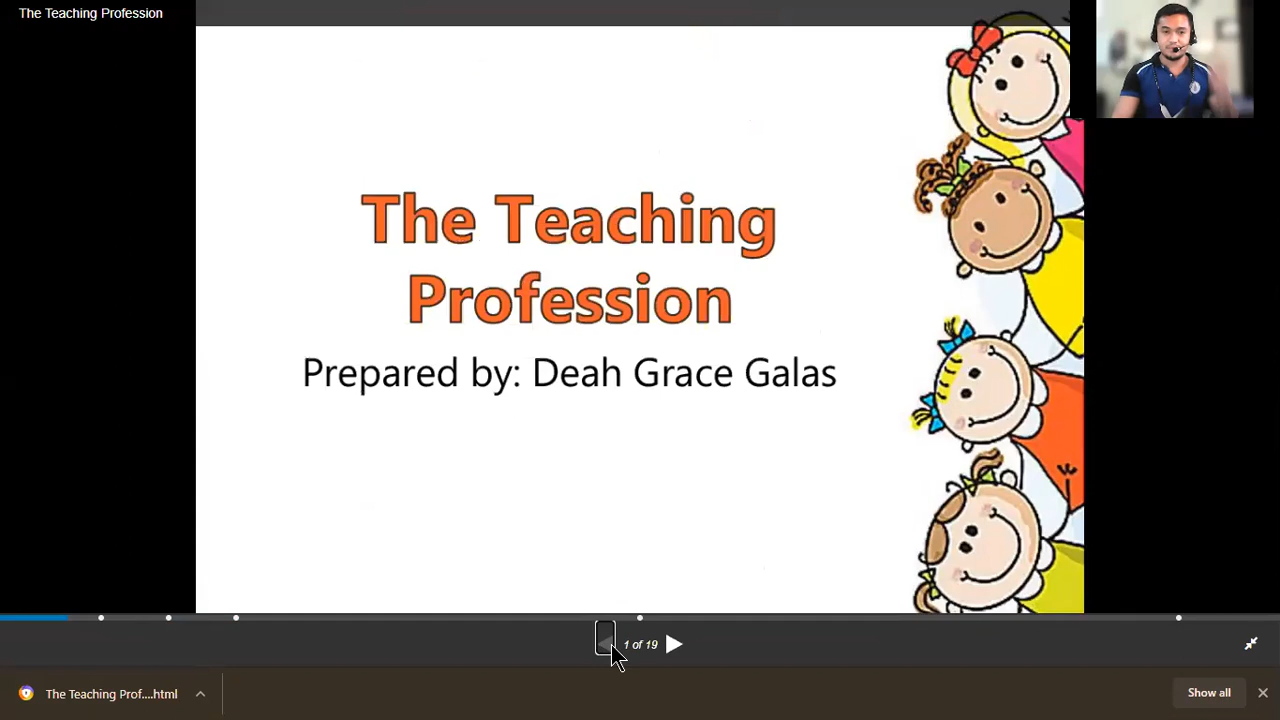 The Teaching Profession
The Teaching
Profession
Prepared by: Deah Grace Galas
1 of 19
The Teaching Prof....html
Show all